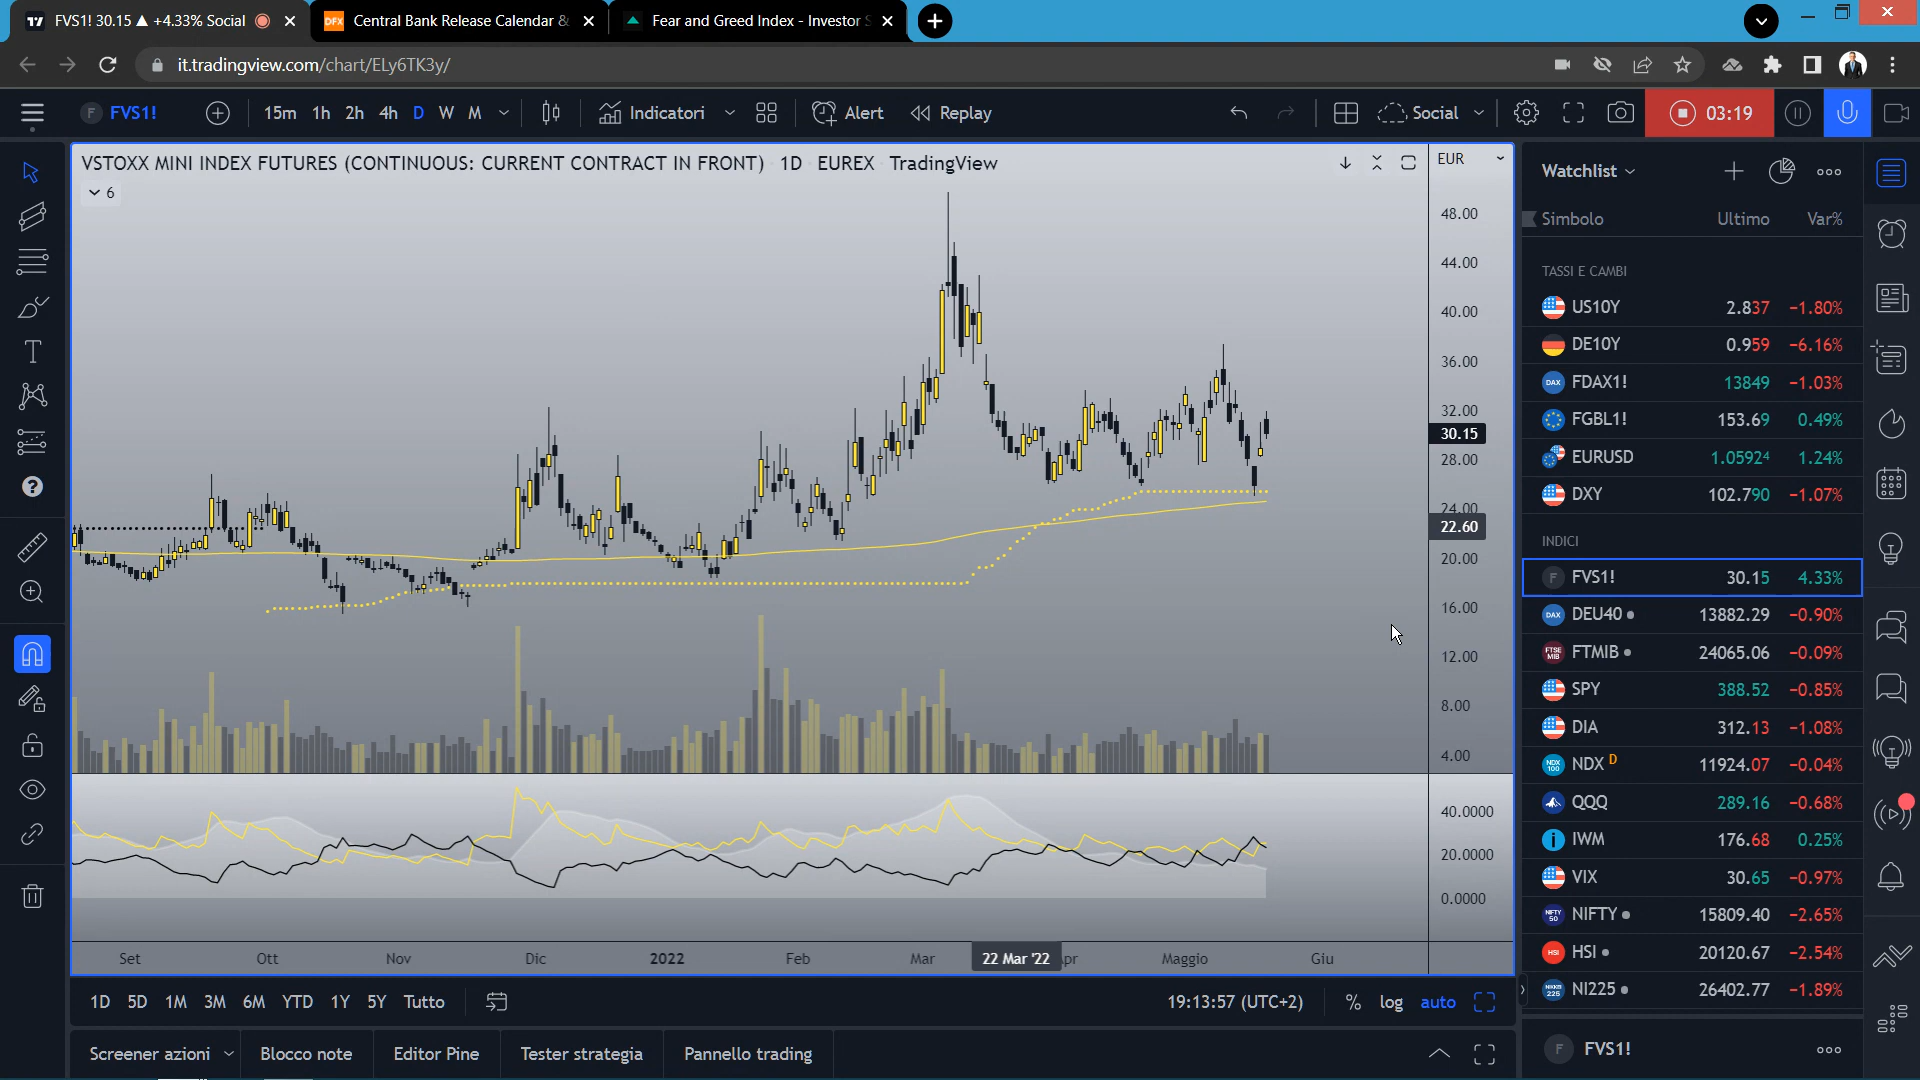 FVS1! 30.15 ▲ +4.33% Social
Central Bank Release Calendar &
Fear and Greed Index - Investor S
it.tradingview.com/chart/ELy6TK3y/
FVS1!
15m 1h 2h 4h D W M
Indicatori
Alert
Replay
Social
03:19
VSTOXX MINI INDEX FUTURES (CONTINUOUS: CURRENT CONTRACT IN FRONT) 1D EUREX TradingView
6
EUR
48.00
44.00
40.00
36.00
32.00
30.15
28.00
24.00
22.60
20.00
16.00
12.00
8.00
4.00
40.0000
20.0000
0.0000
Set Ott Nov Dic 2022 Feb Mar 22 Mar '22 Apr Maggio Giu
1D 5D 1M 3M 6M YTD 1Y 5Y Tutto
19:13:57 (UTC+2) % log auto
Screener azioni Blocco note Editor Pine Tester strategia Pannello trading
Watchlist
Simbolo Ultimo Var%
TASSI E CAMBI
US10Y 2.837 −1.80%
DE10Y 0.959 −6.16%
FDAX1! 13849 −1.03%
FGBL1! 153.69 0.49%
EURUSD 1.05924 1.24%
DXY 102.790 −1.07%
INDICI
FVS1! 30.15 4.33%
DEU40 13882.29 −0.90%
FTMIB 24065.06 −0.09%
SPY 388.52 −0.85%
DIA 312.13 −1.08%
NDX D 11924.07 −0.04%
QQQ 289.16 −0.68%
IWM 176.68 0.25%
VIX 30.65 −0.97%
NIFTY 15809.40 −2.65%
HSI 20120.67 −2.54%
NI225 26402.77 −1.89%
FVS1!